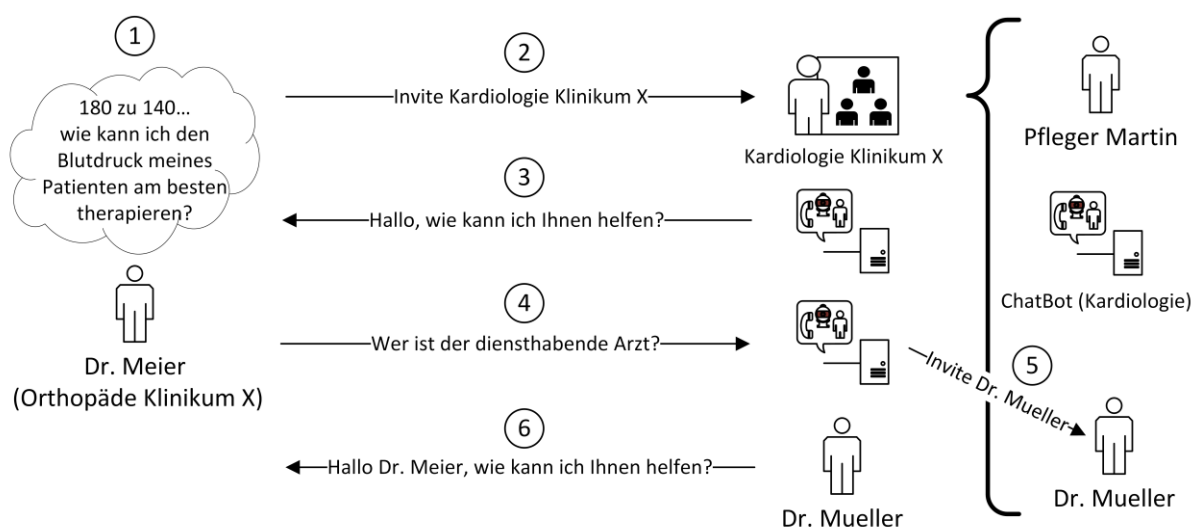 1
180 zu 140...
wie kann ich den
Blutdruck meines
Patienten am besten
therapieren?
Dr. Meier
(Orthopäde Klinikum X)
2
Invite Kardiologie Klinikum X
Kardiologie Klinikum X
3
Hallo, wie kann ich Ihnen helfen?
4
Wer ist der diensthabende Arzt?
5
Invite Dr. Mueller
6
Hallo Dr. Meier, wie kann ich Ihnen helfen?
Dr. Mueller
Pfleger Martin
ChatBot (Kardiologie)
Dr. Mueller